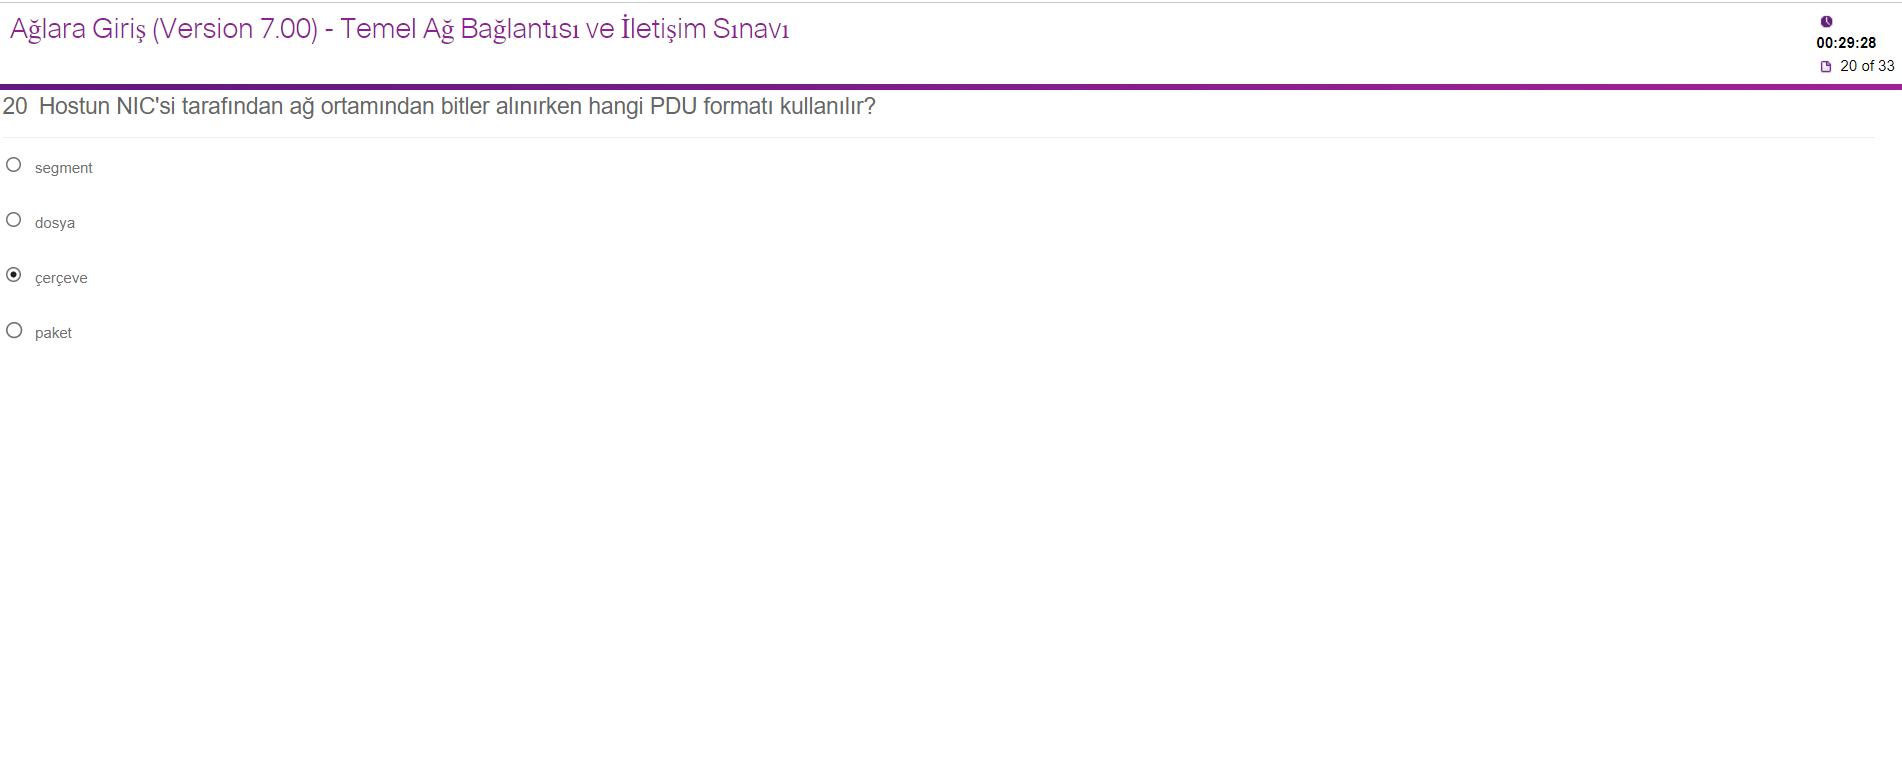 Ağlara Giriş (Version 7.00) - Temel Ağ Bağlantısı ve İletişim Sınavı
00:29:28
20 of 33
20 Hostun NIC'si tarafından ağ ortamından bitler alınırken hangi PDU formatı kullanılır?
segment
dosya
çerçeve
paket